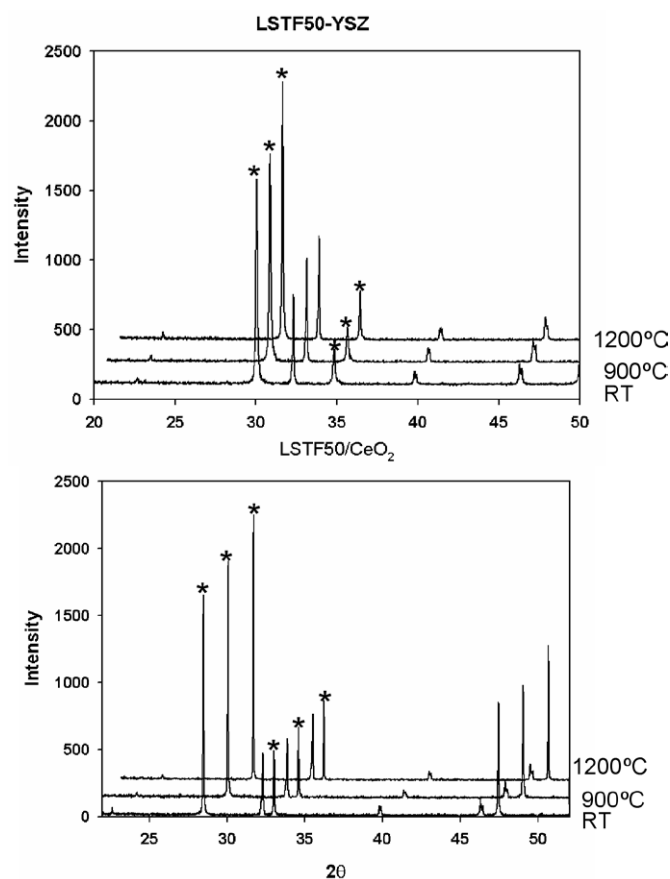 LSTF50-YSZ
2500
2000
1500
1000
500
0
Intensity
* * * * * *
1200ºC
900ºC
RT
20 25 30 35 40 45 50
LSTF50/CeO₂
2500
2000
1500
1000
500
0
Intensity
* * * * * *
1200ºC
900ºC
RT
25 30 35 40 45 50
2θ